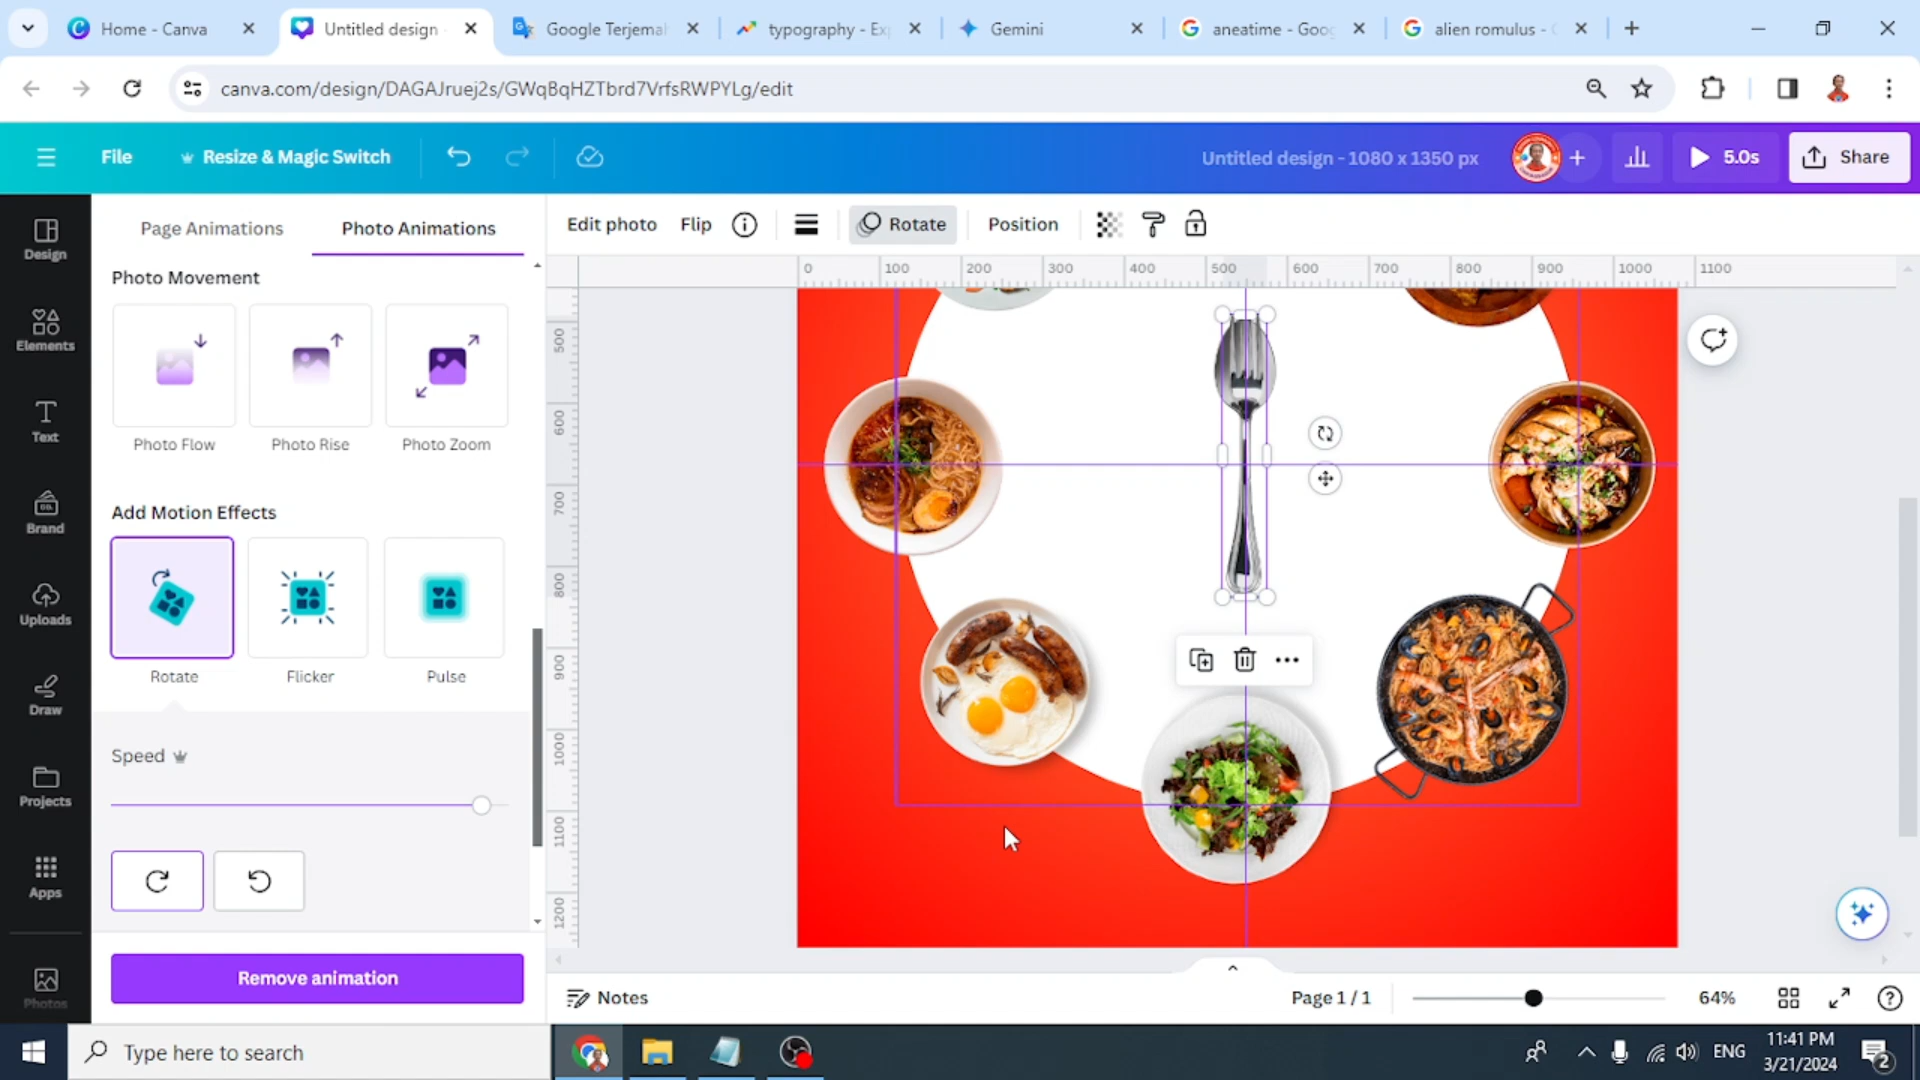 Home - Canva
Untitled design
Google Terjemah
typography - Ex
Gemini
aneatime - Goog
alien romulus -
canva.com/design/DAGAJruej2s/GWqBqHZTbrd7VrfsRWPYLg/edit
File
Resize & Magic Switch
Untitled design - 1080 x 1350 px
5.0s
Share
Design
Elements
Text
Brand
Uploads
Draw
Projects
Apps
Photos
Page Animations
Photo Animations
Photo Movement
Photo Flow
Photo Rise
Photo Zoom
Add Motion Effects
Rotate
Flicker
Pulse
Speed
Remove animation
Edit photo
Flip
Rotate
Position
0 100 200 300 400 500 600 700 800 900 1000 1100
500
600
700
800
900
1000
1100
1200
Notes
Page 1 / 1
64%
Type here to search
ENG
11:41 PM
3/21/2024
2